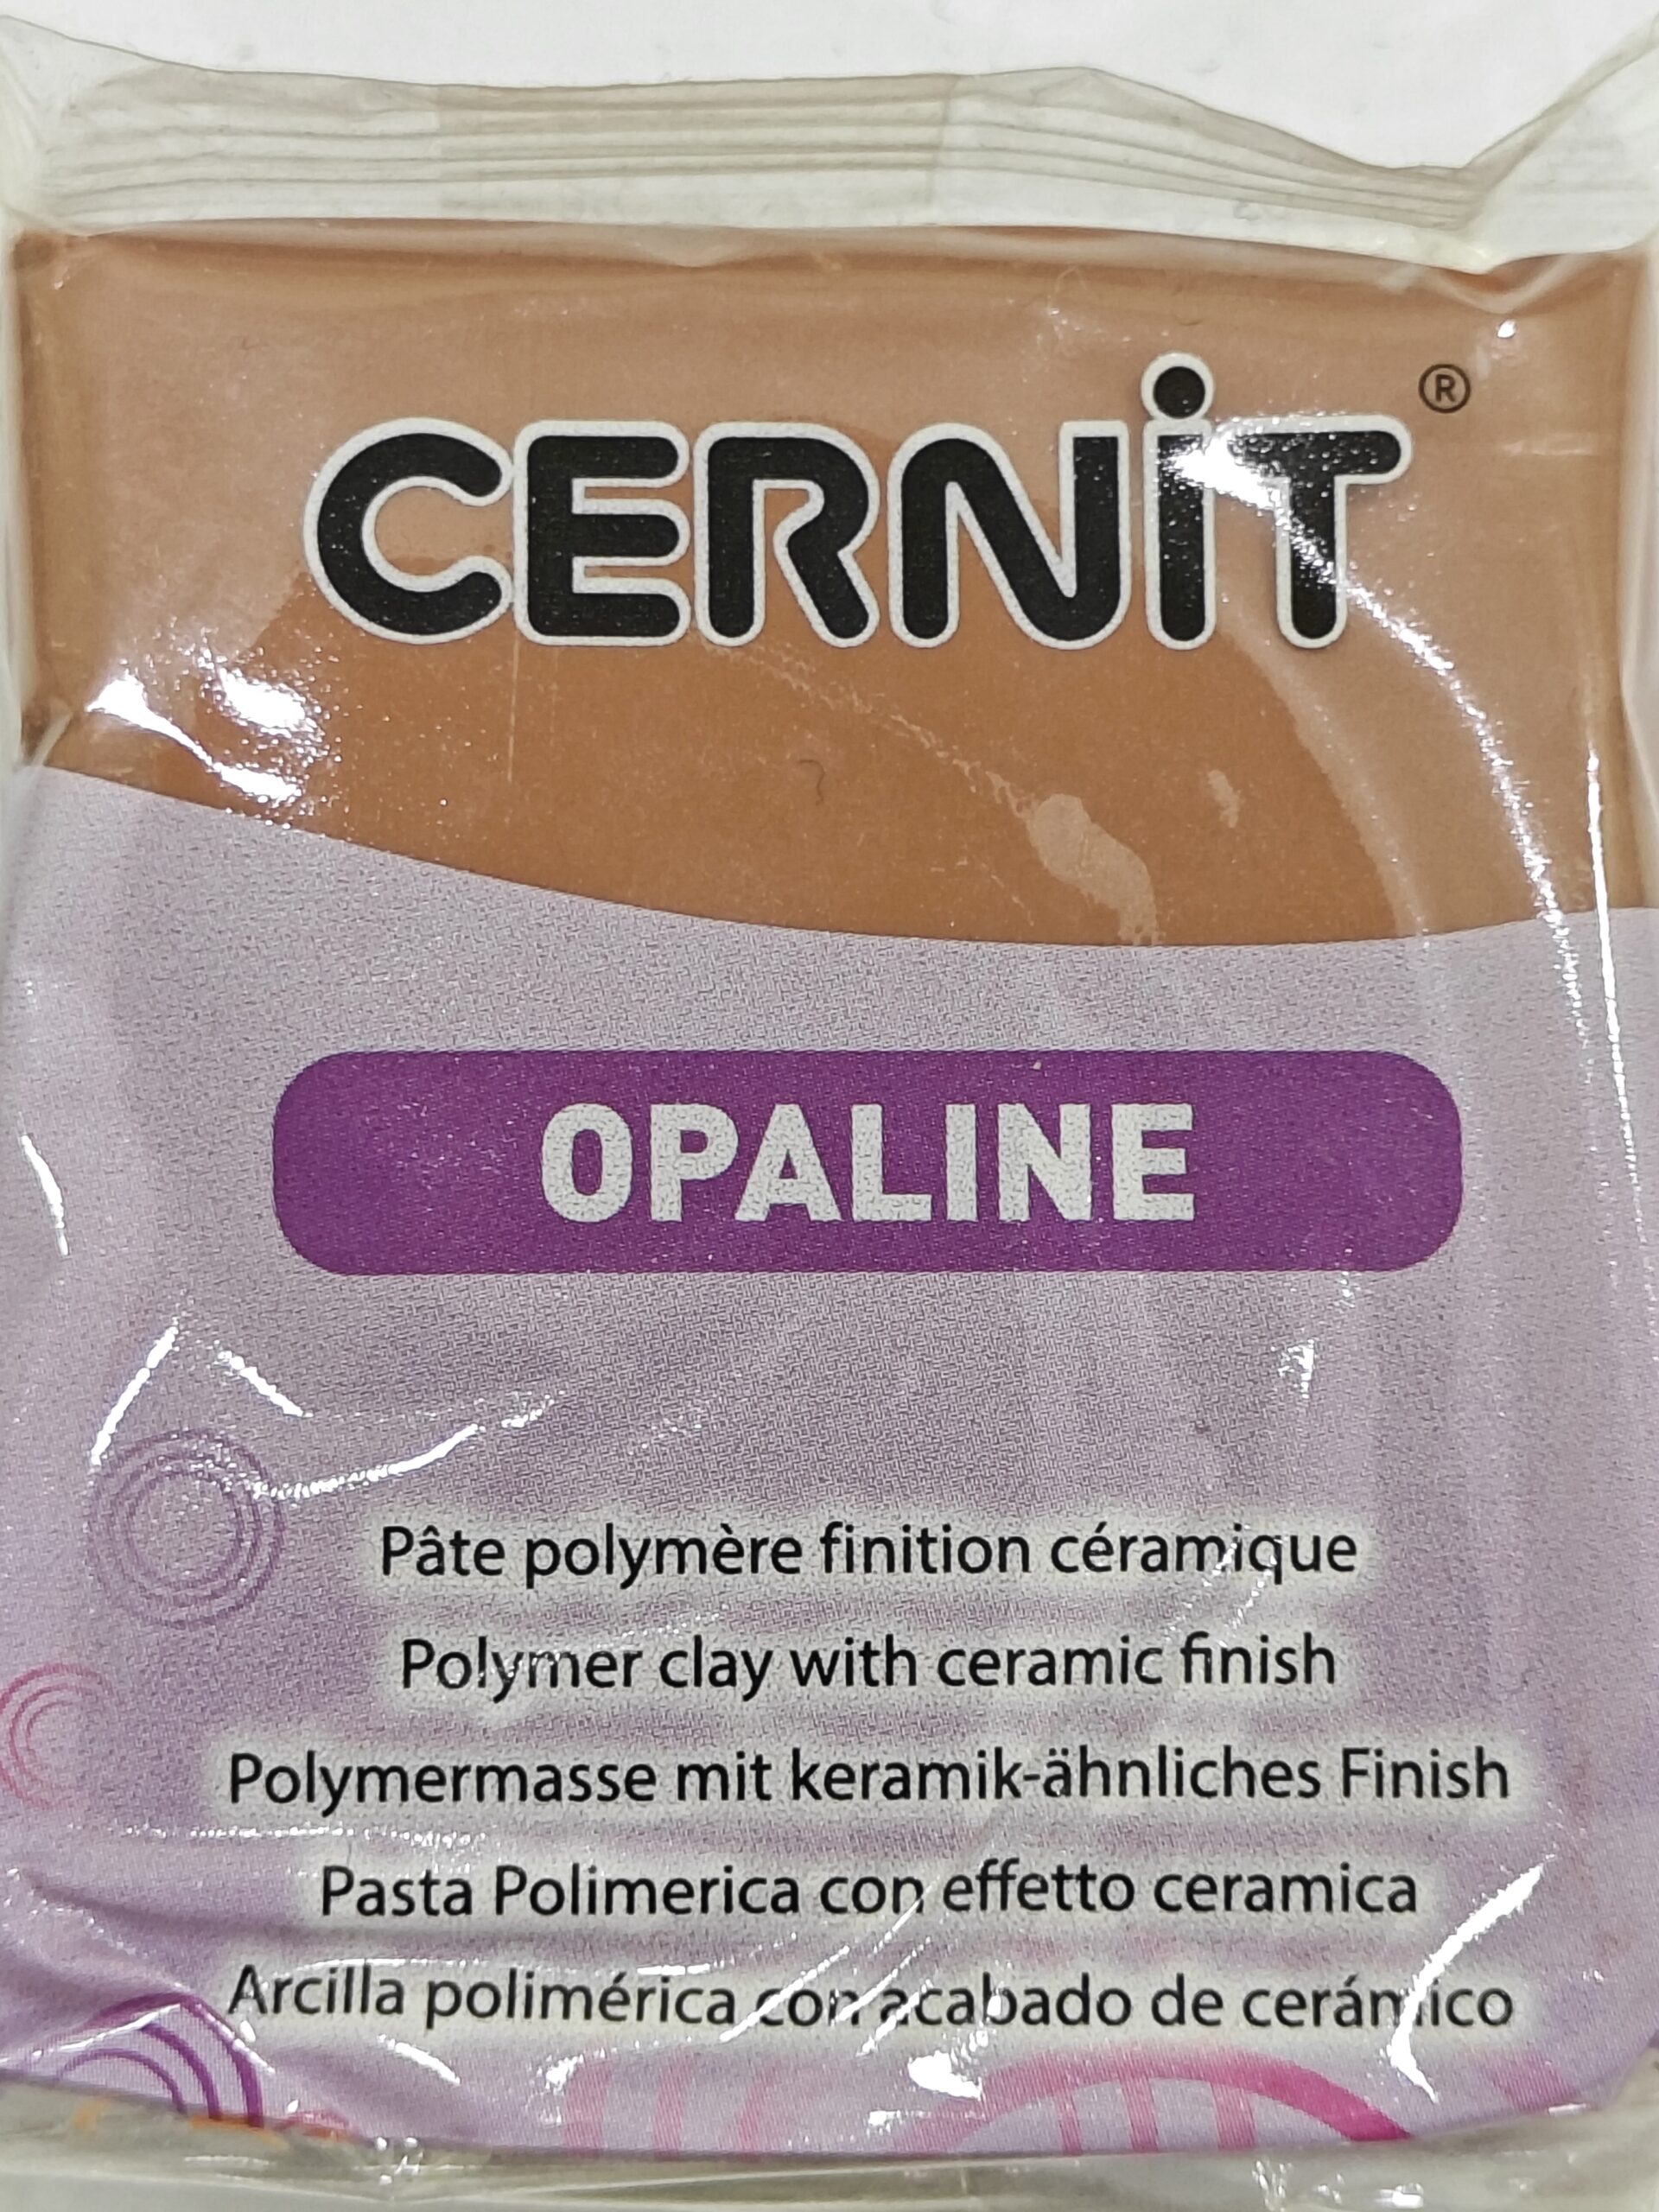 CERNiT ®
OPALINE
Pâte polymère finition céramique
Polymer clay with ceramic finish
Polymermasse mit keramik-ähnliches Finish
Pasta Polimerica con effetto ceramica
Arcilla polimérica con acabado de cerámico